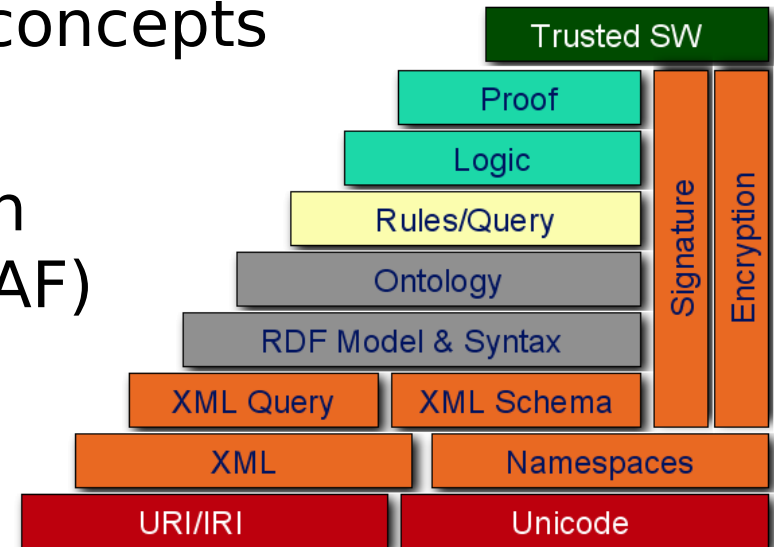 concepts
Trusted SW
Proof
Logic
n
Rules/Query
AF)
Ontology
RDF Model & Syntax
XML Query XML Schema
Signature
Encryption
XML Namespaces
URI/IRI Unicode